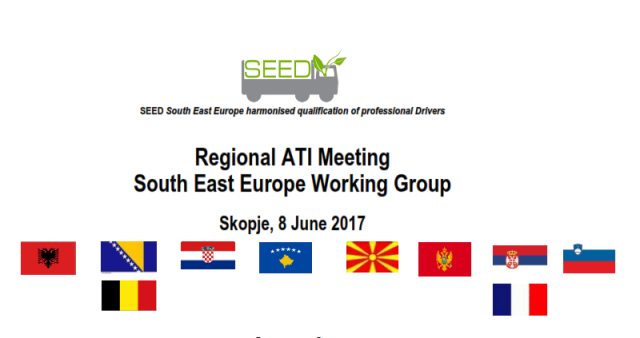 SEED
SEED South East Europe harmonised qualification of professional Drivers
Regional ATI Meeting
South East Europe Working Group
Skopje, 8 June 2017